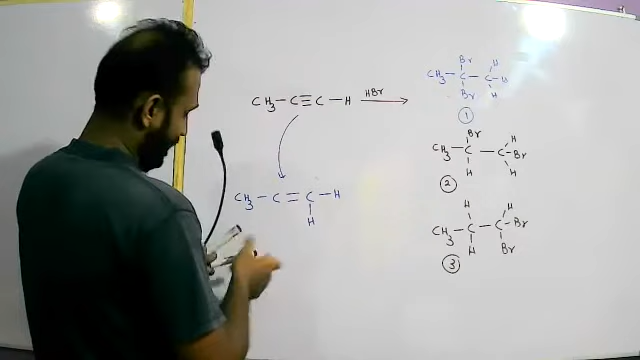 CH₃ – C ≡ C – H  HBr →
CH₃ – C = C – H
H
Br H
CH₃ – C – C – H
Br H
①
Br H
CH₃ – C – C – Br
H H
②
H H
CH₃ – C – C – Br
H Br
③